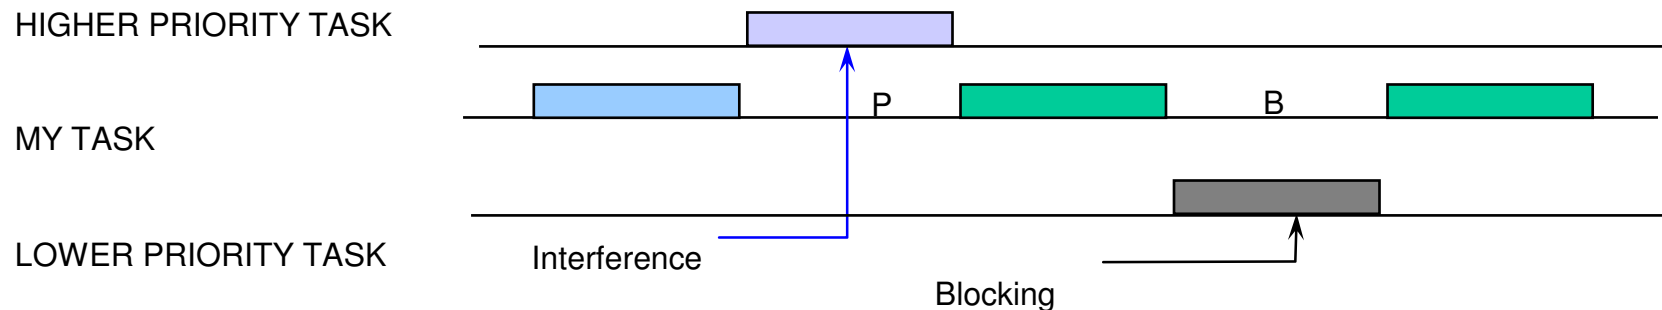 HIGHER PRIORITY TASK
P
B
MY TASK
LOWER PRIORITY TASK
Interference
Blocking